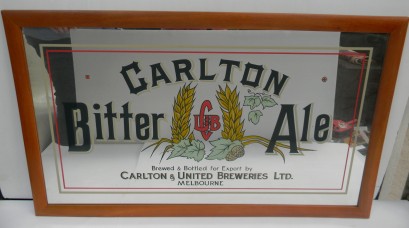 CARLTON
Bitter Ale
CUB
Brewed & Bottled for Export by
CARLTON & UNITED BREWERIES LTD.
MELBOURNE